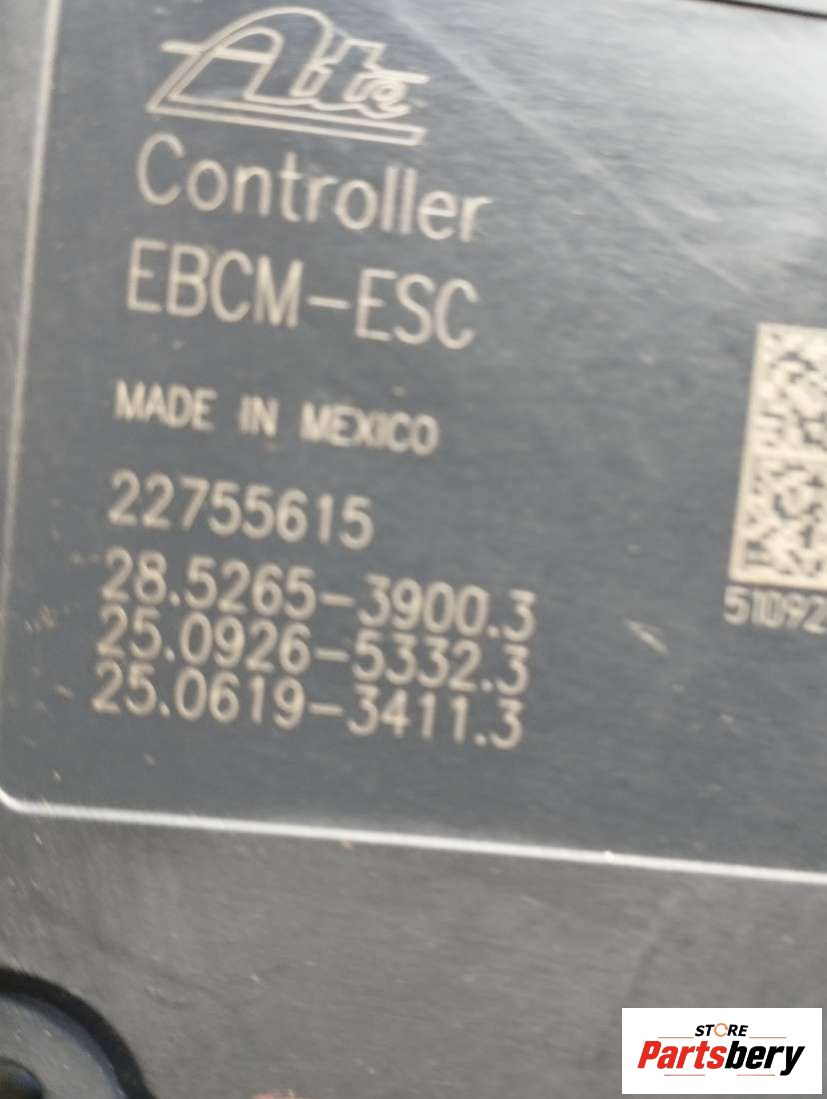 Ate
Controller
EBCM-ESC
MADE IN MEXICO
22755615
28.5265-3900.3
25.0926-5332.3
25.0619-3411.3
51092
STORE
Partsbery